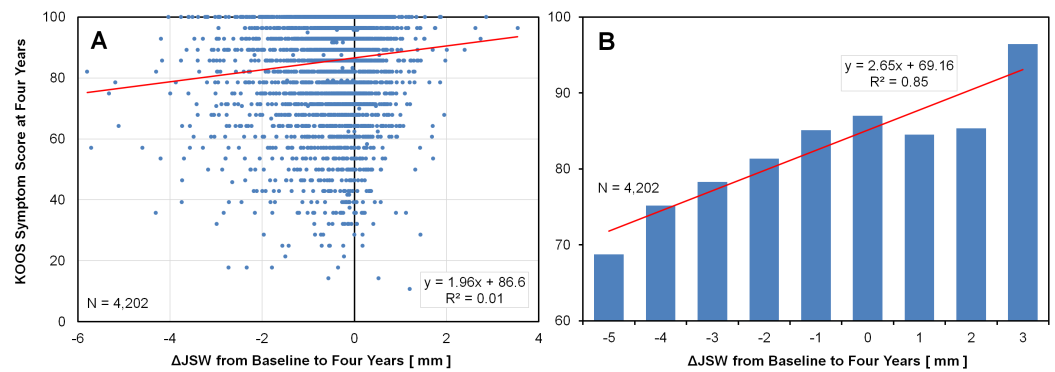 KOOS Symptom Score at Four Years
100
80
60
40
20
0
A
N = 4,202
y = 1.96x + 86.6
R² = 0.01
-6
-4
-2
0
2
4
ΔJSW from Baseline to Four Years [ mm ]
100
90
80
70
60
B
y = 2.65x + 69.16
R² = 0.85
N = 4,202
-5
-4
-3
-2
-1
0
1
2
3
ΔJSW from Baseline to Four Years [ mm ]